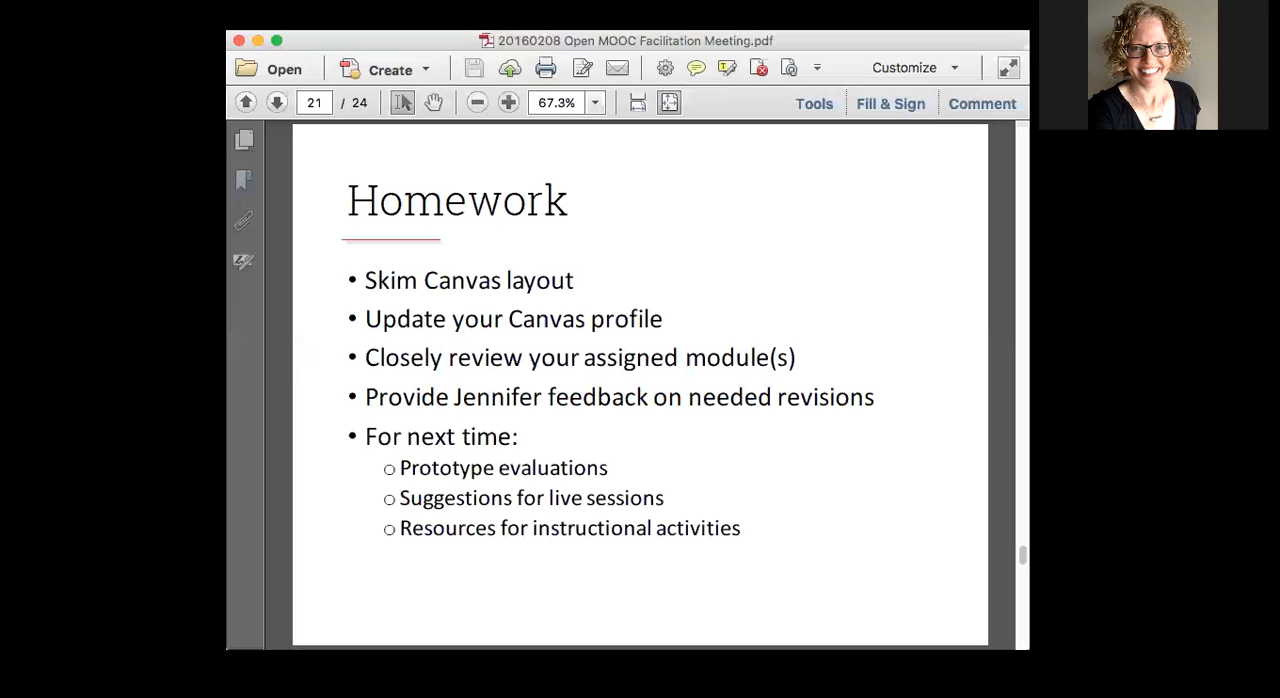 20160208 Open MOOC Facilitation Meeting.pdf
Open
Create
Customize
21 / 24
67.3%
Tools
Fill & Sign
Comment
Homework
• Skim Canvas layout
• Update your Canvas profile
• Closely review your assigned module(s)
• Provide Jennifer feedback on needed revisions
• For next time:
○ Prototype evaluations
○ Suggestions for live sessions
○ Resources for instructional activities